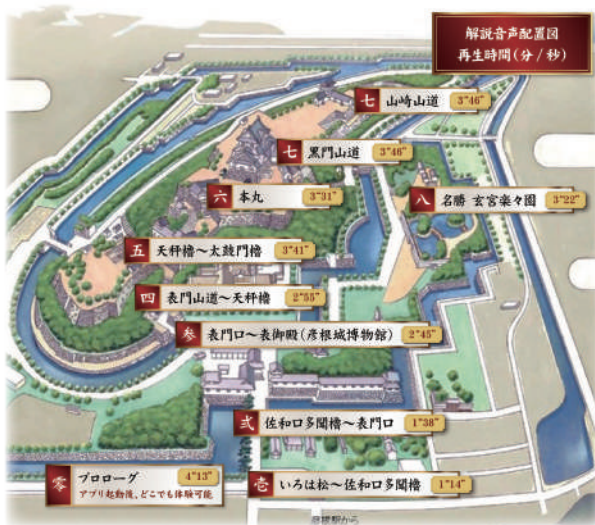 解説音声配置図
再生時間(分/秒)
七 山崎山道 3'46"
七 黒門山道 3'46"
六 本丸 3'31"
八 名勝 玄宮楽々園 3'22"
五 天秤櫓～太鼓門櫓 3'41"
四 表門山道～天秤櫓 2'55"
参 表門口～表御殿(彦根城博物館) 2'45"
弐 佐和口多聞櫓～表門口 1'38"
零 プロローグ 4'13"
アプリ起動後、どこでも体験可能
壱 いろは松～佐和口多聞櫓 1'14"
彦根駅から